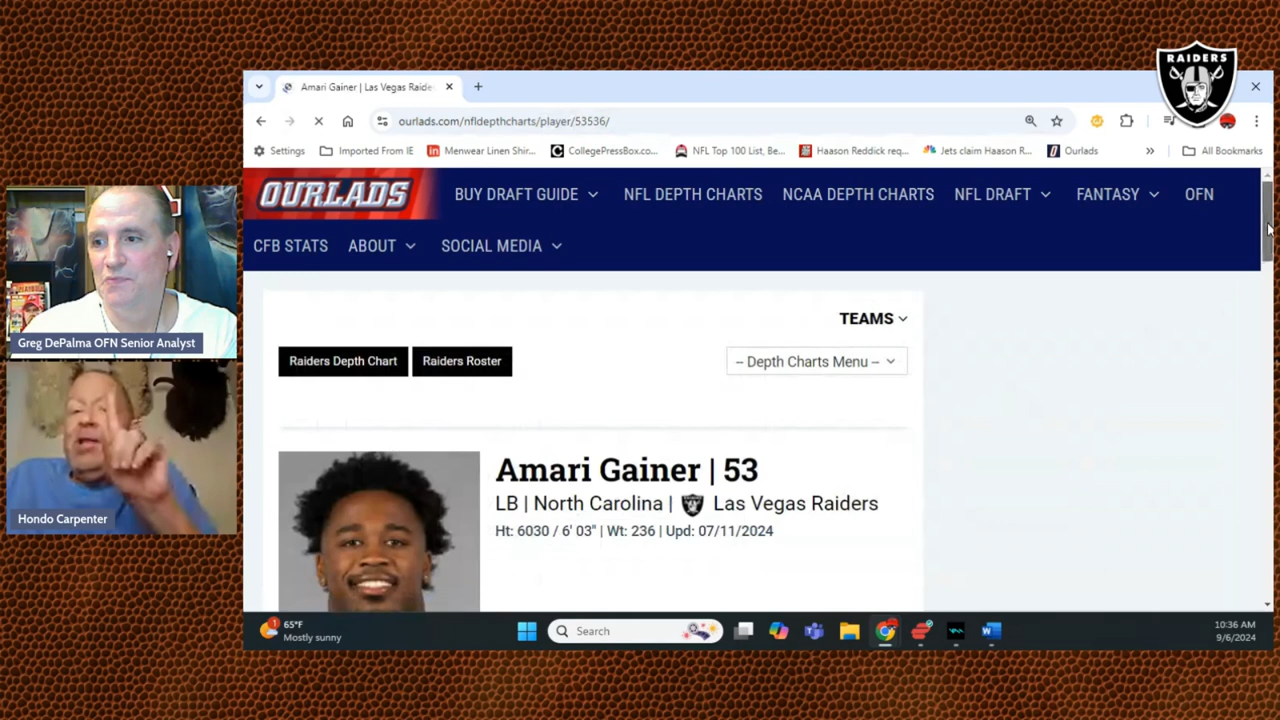 RAIDERS
Amari Gainer | Las Vegas Raide
ourlads.com/nfldepthcharts/player/53536/
Settings
Imported From IE
Menwear Linen Shir...
CollegePressBox.co...
NFL Top 100 List, Be...
Haason Reddick req...
Jets claim Haason R...
Ourlads
All Bookmarks
OURLADS
BUY DRAFT GUIDE
NFL DEPTH CHARTS
NCAA DEPTH CHARTS
NFL DRAFT
FANTASY
OFN
CFB STATS
ABOUT
SOCIAL MEDIA
TEAMS
Raiders Depth Chart
Raiders Roster
-- Depth Charts Menu --
Amari Gainer | 53
LB | North Carolina | Las Vegas Raiders
Ht: 6030 / 6' 03" | Wt: 236 | Upd: 07/11/2024
Greg DePalma OFN Senior Analyst
Hondo Carpenter
1
65°F
Mostly sunny
Search
10:36 AM
9/6/2024